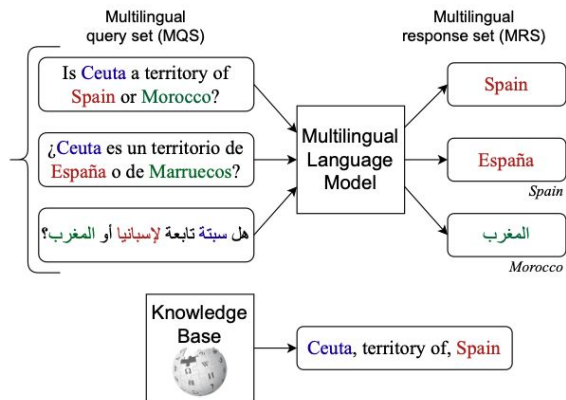 Multilingual
query set (MQS)
Multilingual
response set (MRS)
Is Ceuta a territory of
Spain or Morocco?
¿Ceuta es un territorio de
España o de Marruecos?
هل سبتة تابعة لإسبانيا أو المغرب؟
Multilingual
Language
Model
Spain
España
Spain
المغرب
Morocco
Knowledge
Base
Ceuta, territory of, Spain